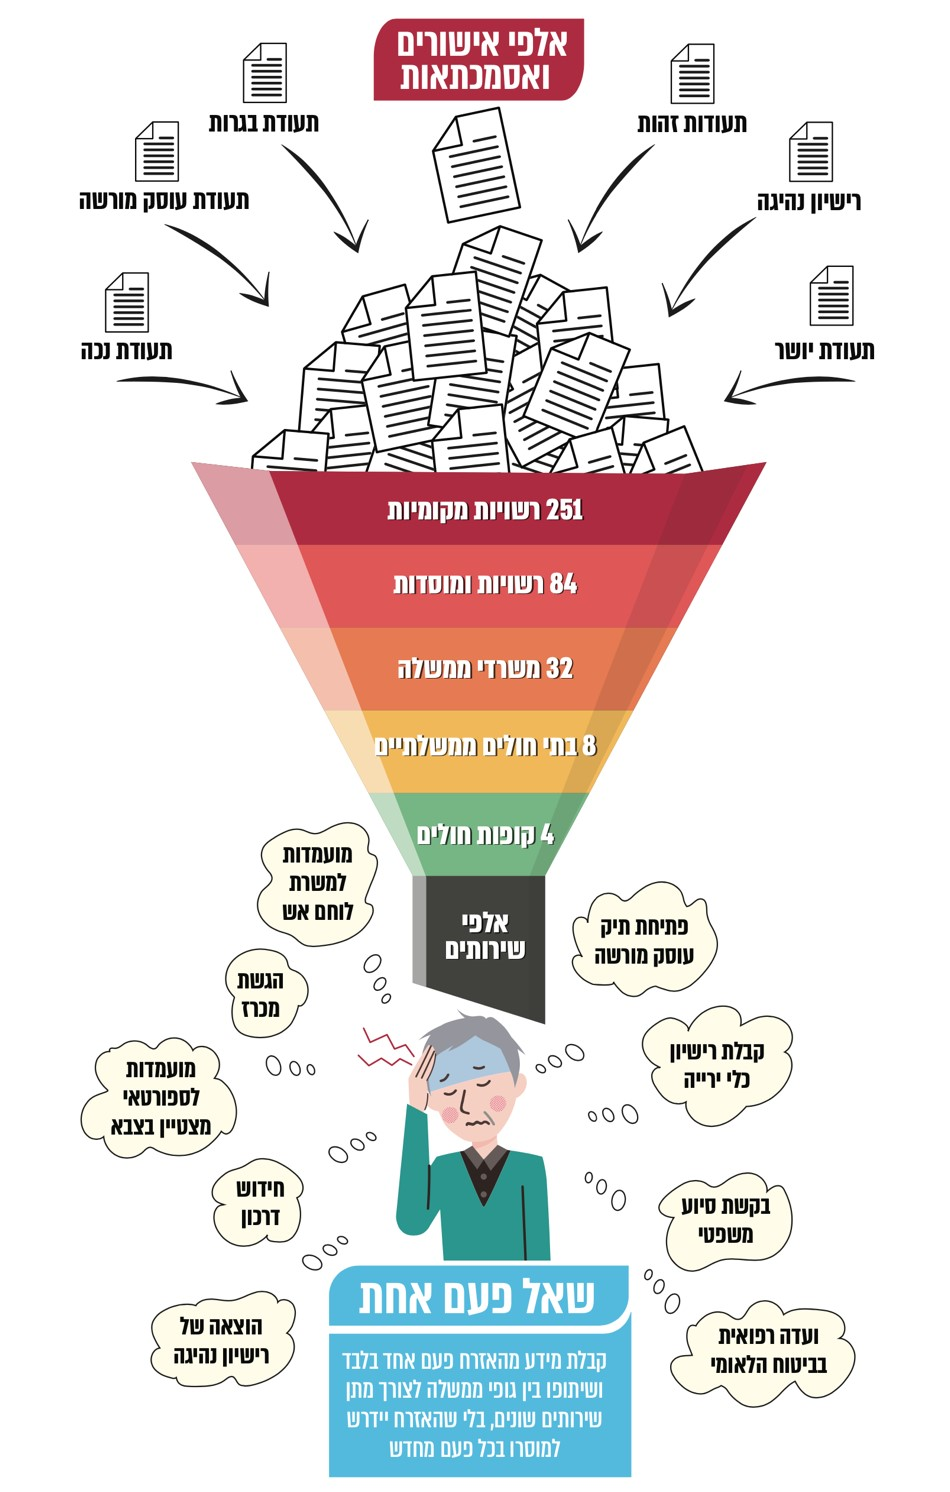 אלפי אישורים
ואסמכתאות
תעודות זהות
תעודת בגרות
רישיון נהיגה
תעודת עוסק מורשה
תעודת יושר
תעודת נכה
251 רשויות מקומיות
84 רשויות ומוסדות
32 משרדי ממשלה
8 בתי חולים ממשלתיים
4 קופות חולים
אלפי
שירותים
פתיחת תיק
עוסק מורשה
קבלת רישיון
כלי ירייה
בקשת סיוע
משפטי
ועדה רפואית
בביטוח הלאומי
מועמדות
למשרת
לוחם אש
הגשת
מכרז
מועמדות
לספורטאי
מצטיין בצבא
חידוש
דרכון
הוצאה של
רישיון נהיגה
שאל פעם אחת
קבלת מידע מהאזרח פעם אחד בלבד
ושיתופו בין גופי ממשלה לצורך מתן
שירותים שונים, בלי שהאזרח יידרש
למוסרו בכל פעם מחדש